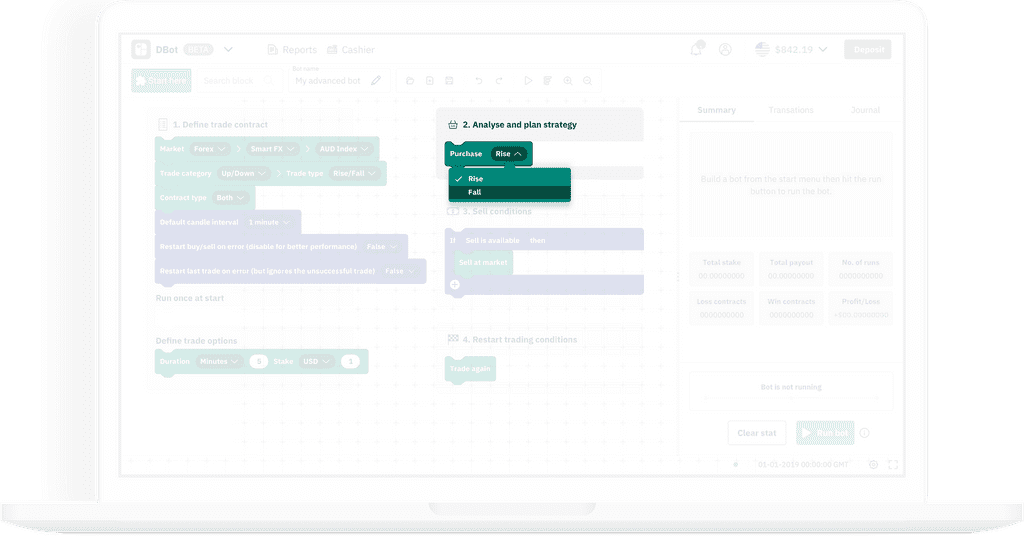 DBot BETA Reports Cashier $842.19 Deposit
Start here Search block Bot name My advanced bot
Summary Transations Journal
1. Define trade contract
Market Forex Smart FX AUD Index
Trade category Up/Down Trade type Rise/Fall
Contract type Both
Default candle interval 1 minute
Restart buy/sell on error (disable for better performance) False
Restart last trade on error (but ignores the unsuccessful trade) False
Run once at start
Define trade options
Duration Minutes 5 Stake USD 1
2. Analyse and plan strategy
Purchase Rise
Rise
Fall
3. Sell conditions
If Sell is available then
Sell at market
4. Restart trading conditions
Trade again
Build a bot from the start menu then hit the run
button to run the bot.
Total stake Total payout No. of runs
00.00000000 00.00000000 0000000000
Loss contracts Win contracts Profit/Loss
0000000000 0000000000 +$00.00000000
Bot is not running
Clear stat Run bot
01-01-2019 00:00:00 GMT